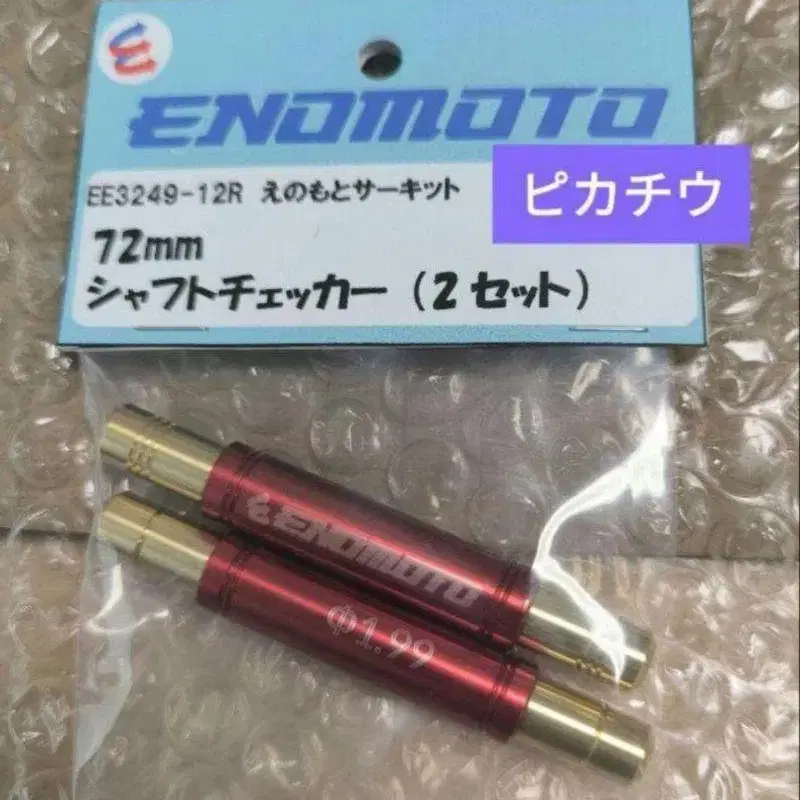 ENOMOTO
EE3249-12R えのもとサーキット
ピカチウ
72mm
シャフトチェッカー（2セット）
ENOMOTO
Φ1.99